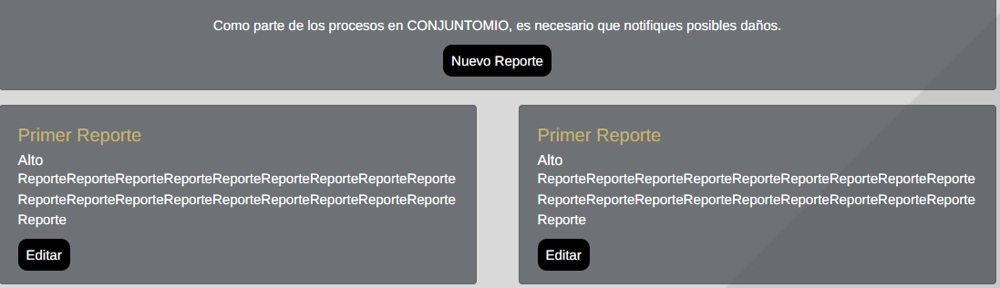 Como parte de los procesos en CONJUNTOMIO, es necesario que notifiques posibles daños.
Nuevo Reporte
Primer Reporte
Alto
ReporteReporteReporteReporteReporteReporteReporteReporteReporte
ReporteReporteReporteReporteReporteReporteReporteReporteReporte
Reporte
Editar
Primer Reporte
Alto
ReporteReporteReporteReporteReporteReporteReporteReporteReporte
ReporteReporteReporteReporteReporteReporteReporteReporteReporte
Reporte
Editar